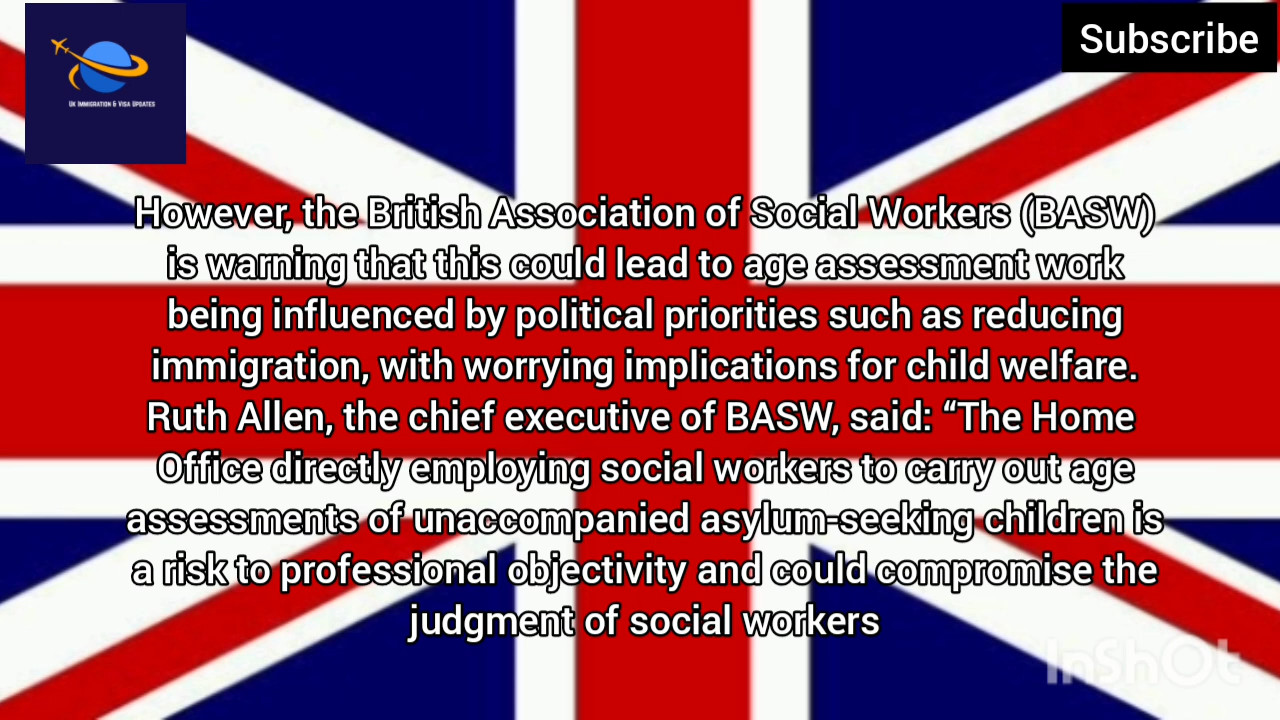 Subscribe
UK Immigration & Visa Updates
However, the British Association of Social Workers (BASW)
is warning that this could lead to age assessment work
being influenced by political priorities such as reducing
immigration, with worrying implications for child welfare.
Ruth Allen, the chief executive of BASW, said: “The Home
Office directly employing social workers to carry out age
assessments of unaccompanied asylum-seeking children is
a risk to professional objectivity and could compromise the
judgment of social workers
InShOt